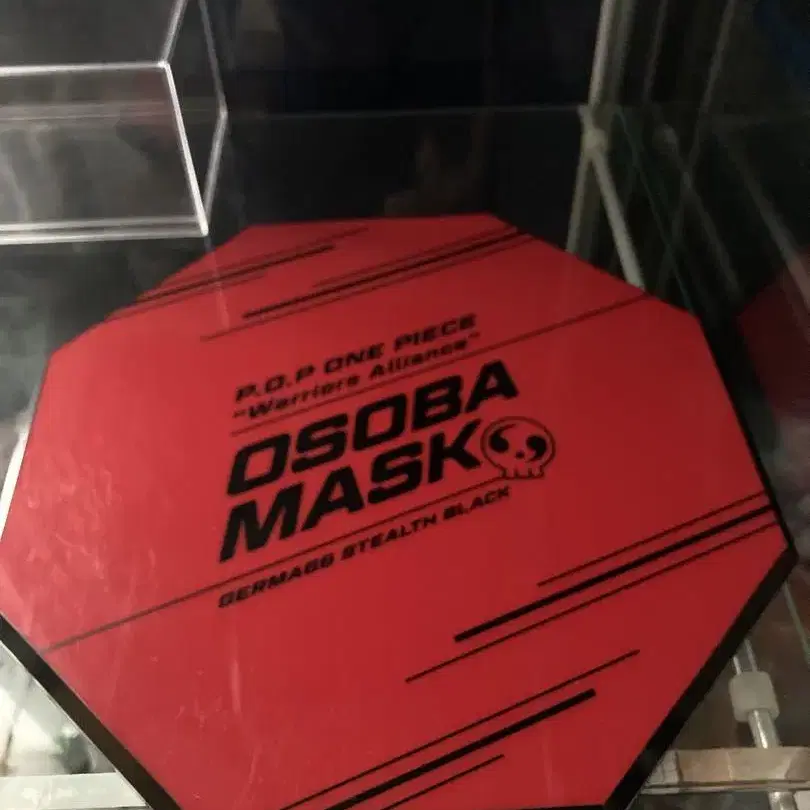 P.O.P ONE PIECE
"Warriors Alliance"
OSOBA
MASK
GERMA66 STEALTH BLACK